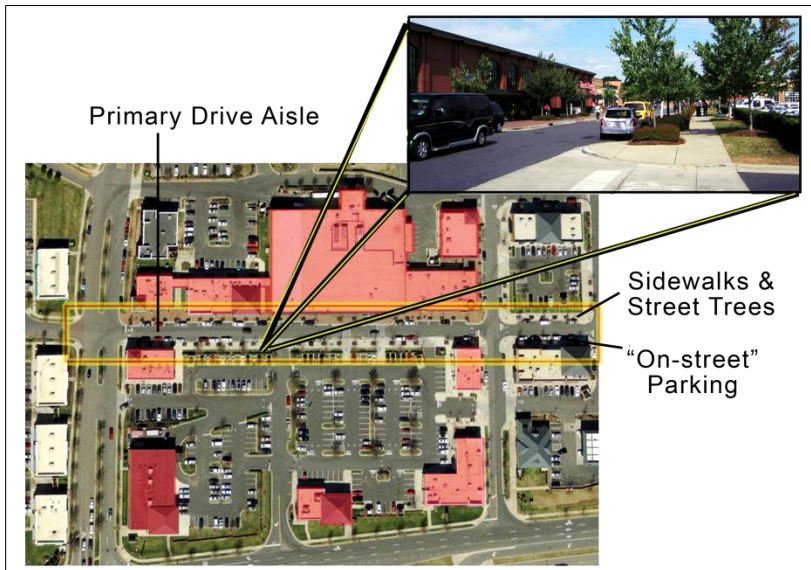 Primary Drive Aisle
Sidewalks &
Street Trees
“On-street”
Parking